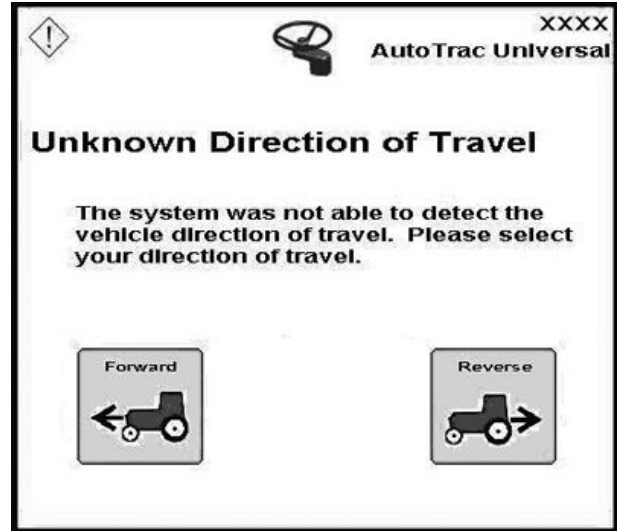 XXXX
AutoTrac Universal
Unknown Direction of Travel
The system was not able to detect the
vehicle direction of travel. Please select
your direction of travel.
Forward
Reverse